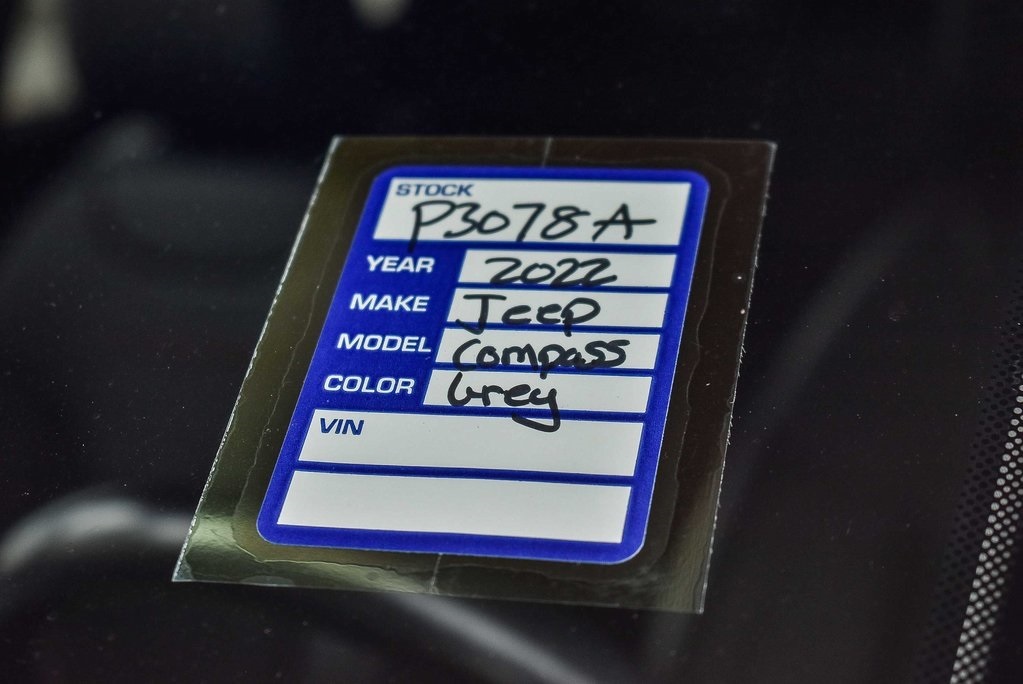 STOCK
P3078A
YEAR 2022
MAKE Jeep
MODEL Compass
COLOR Grey
VIN